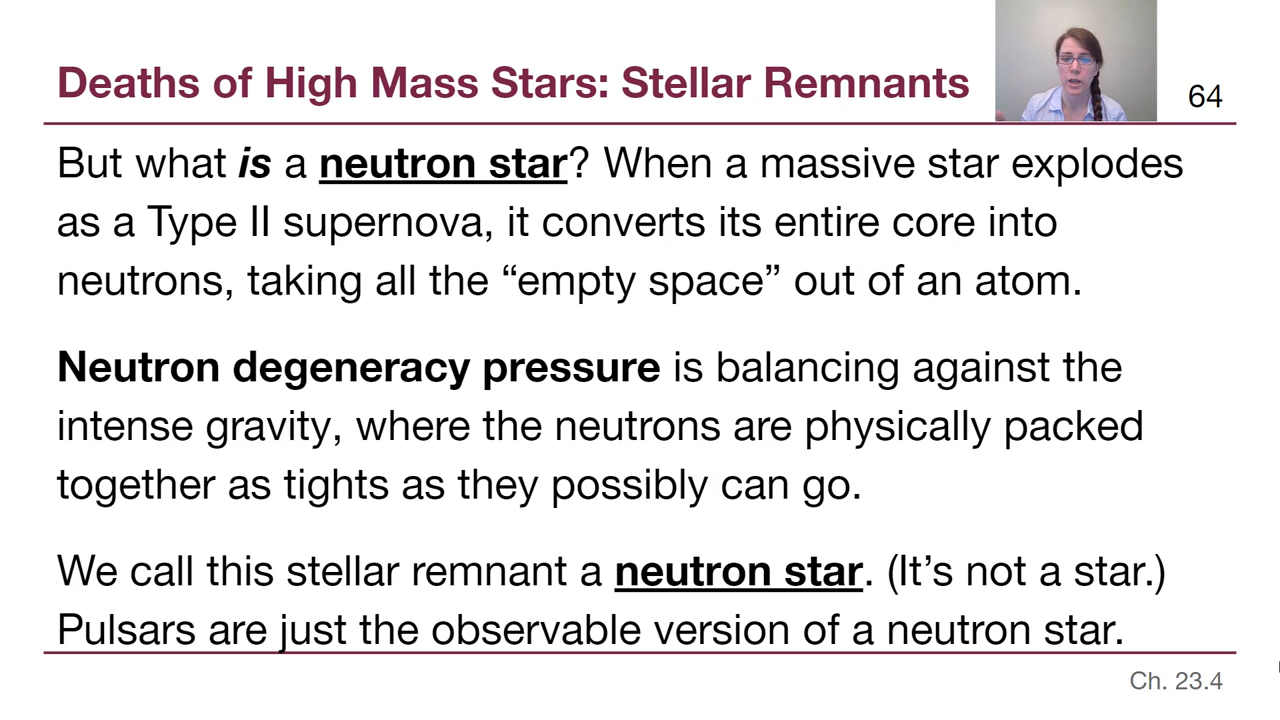 Deaths of High Mass Stars: Stellar Remnants
64
But what is a neutron star? When a massive star explodes
as a Type II supernova, it converts its entire core into
neutrons, taking all the “empty space” out of an atom.
Neutron degeneracy pressure is balancing against the
intense gravity, where the neutrons are physically packed
together as tights as they possibly can go.
We call this stellar remnant a neutron star. (It’s not a star.)
Pulsars are just the observable version of a neutron star.
Ch. 23.4